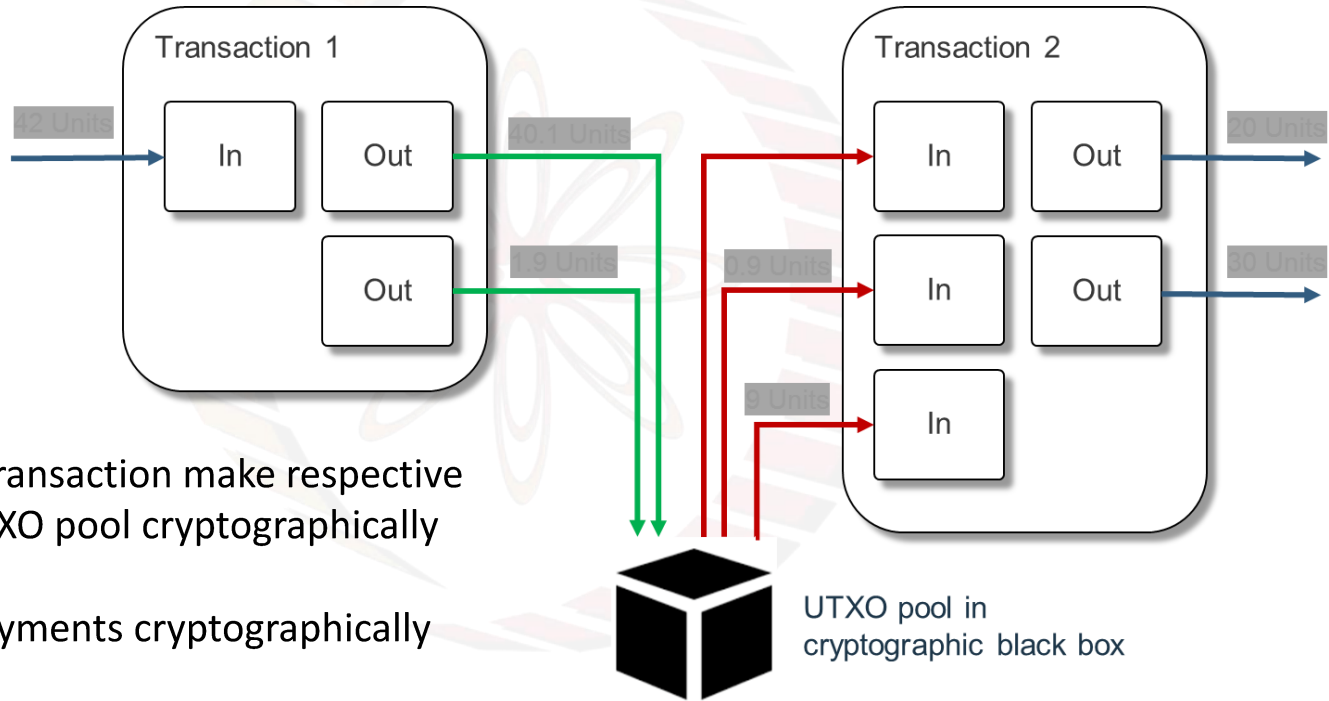 Transaction 1
Transaction 2
42 Units
In
Out
40.1 Units
In
Out
20 Units
Out
1.9 Units
0.9 Units
In
Out
30 Units
9 Units
In
ransaction make respective
XO pool cryptographically
yments cryptographically
UTXO pool in
cryptographic black box